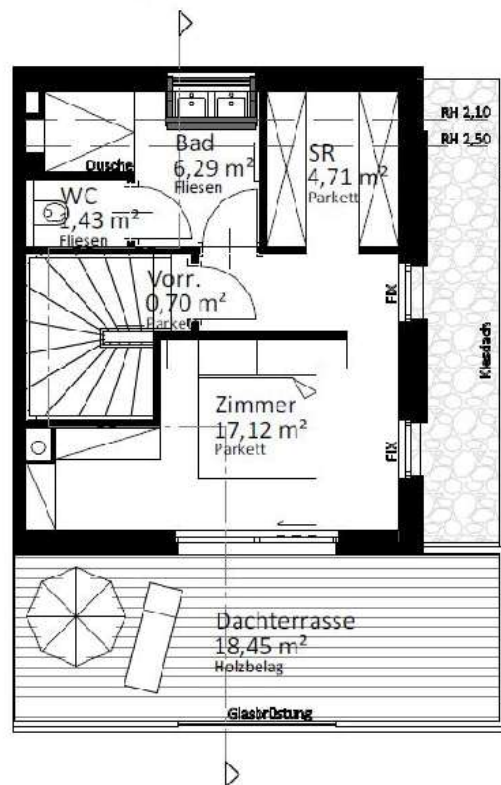 RH 2,10
RH 2,50
Bad
6,29 m²
Fliesen
SR
4,71 m²
Parkett
Dusche
WC
1,43 m²
Fliesen
Vorr.
0,70 m²
Parkett
FIX
Kiesdach
Zimmer
17,12 m²
Parkett
FIX
Dachterrasse
18,45 m²
Holzbelag
Glasbrüstung